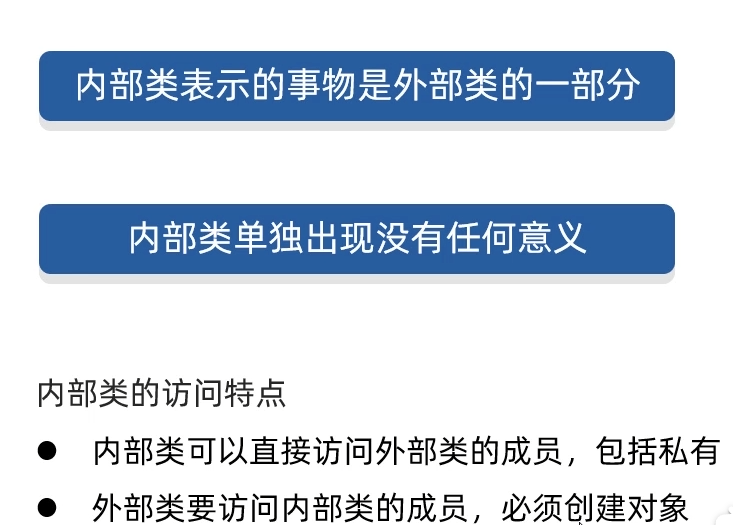 内部类表示的事物是外部类的一部分
内部类单独出现没有任何意义
内部类的访问特点
● 内部类可以直接访问外部类的成员，包括私有
● 外部类要访问内部类的成员，必须创建对象